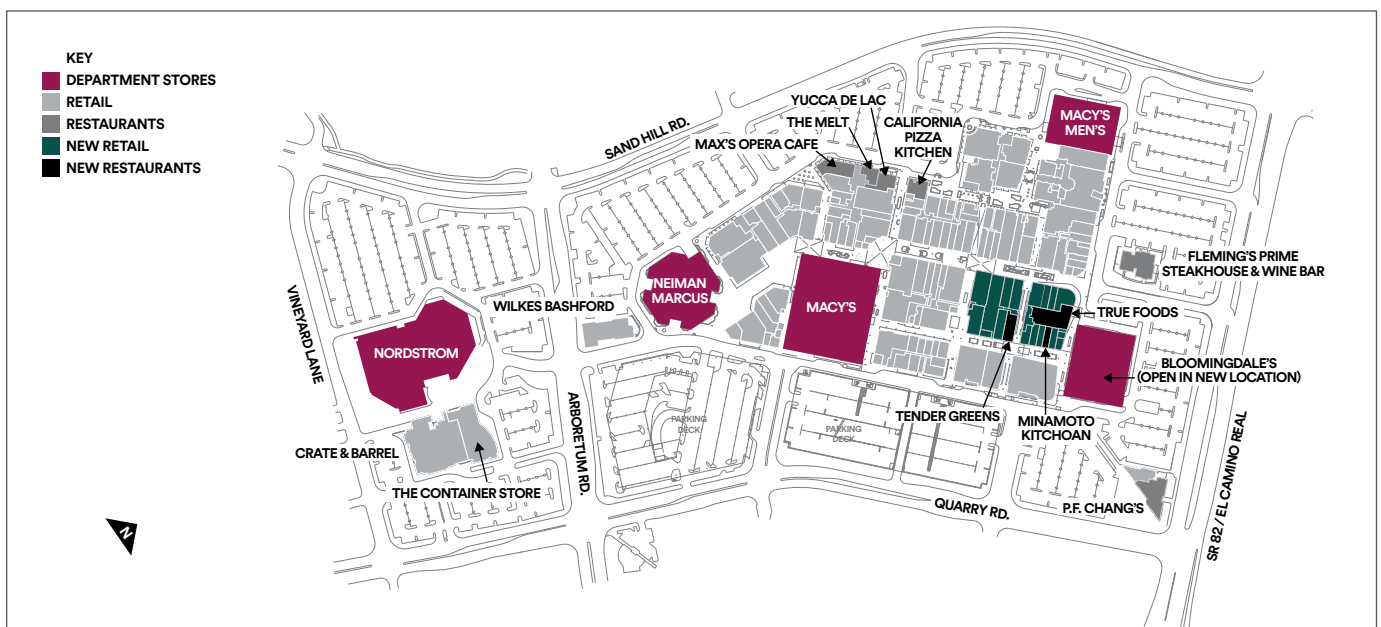 KEY
DEPARTMENT STORES
RETAIL
RESTAURANTS
NEW RETAIL
NEW RESTAURANTS
SAND HILL RD.
YUCCA DE LAC
THE MELT
MAX'S OPERA CAFE
CALIFORNIA
PIZZA
KITCHEN
MACY'S
MEN'S
FLEMING'S PRIME
STEAKHOUSE & WINE BAR
VINEYARD LANE
NORDSTROM
WILKES BASHFORD
NEIMAN
MARCUS
MACY'S
TRUE FOODS
BLOOMINGDALE'S
(OPEN IN NEW LOCATION)
TENDER GREENS
MINAMOTO
KITCHOAN
CRATE & BARREL
THE CONTAINER STORE
ARBORETUM RD.
PARKING
DECK
PARKING
DECK
QUARRY RD.
P.F. CHANG'S
SR 82 / EL CAMINO REAL
N